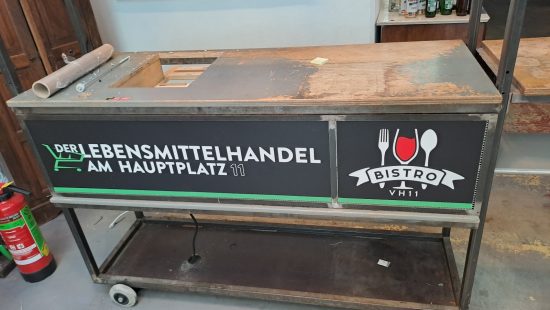 DER LEBENSMITTELHANDEL
AM HAUPTPLATZ 11
BISTRO
VH11